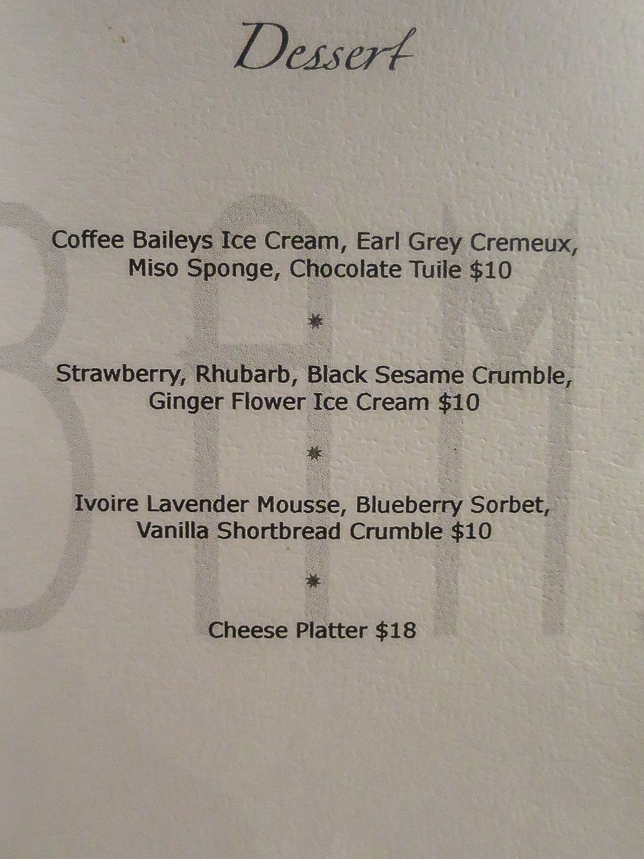 Dessert
BAM
Coffee Baileys Ice Cream, Earl Grey Cremeux,
Miso Sponge, Chocolate Tuile $10
Strawberry, Rhubarb, Black Sesame Crumble,
Ginger Flower Ice Cream $10
Ivoire Lavender Mousse, Blueberry Sorbet,
Vanilla Shortbread Crumble $10
Cheese Platter $18